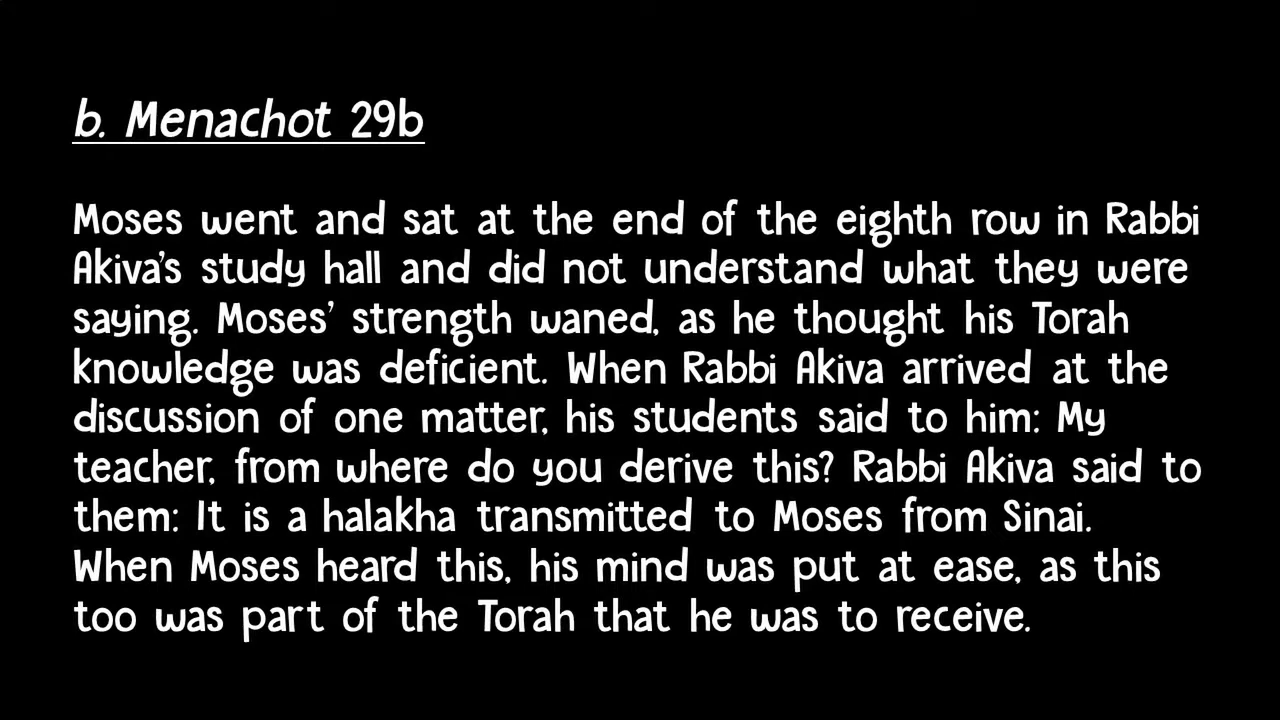 b. Menachot 29b
Moses went and sat at the end of the eighth row in Rabbi
Akiva's study hall and did not understand what they were
saying. Moses' strength waned, as he thought his Torah
knowledge was deficient. When Rabbi Akiva arrived at the
discussion of one matter, his students said to him: My
teacher, from where do you derive this? Rabbi Akiva said to
them: It is a halakha transmitted to Moses from Sinai.
When Moses heard this, his mind was put at ease, as this
too was part of the Torah that he was to receive.